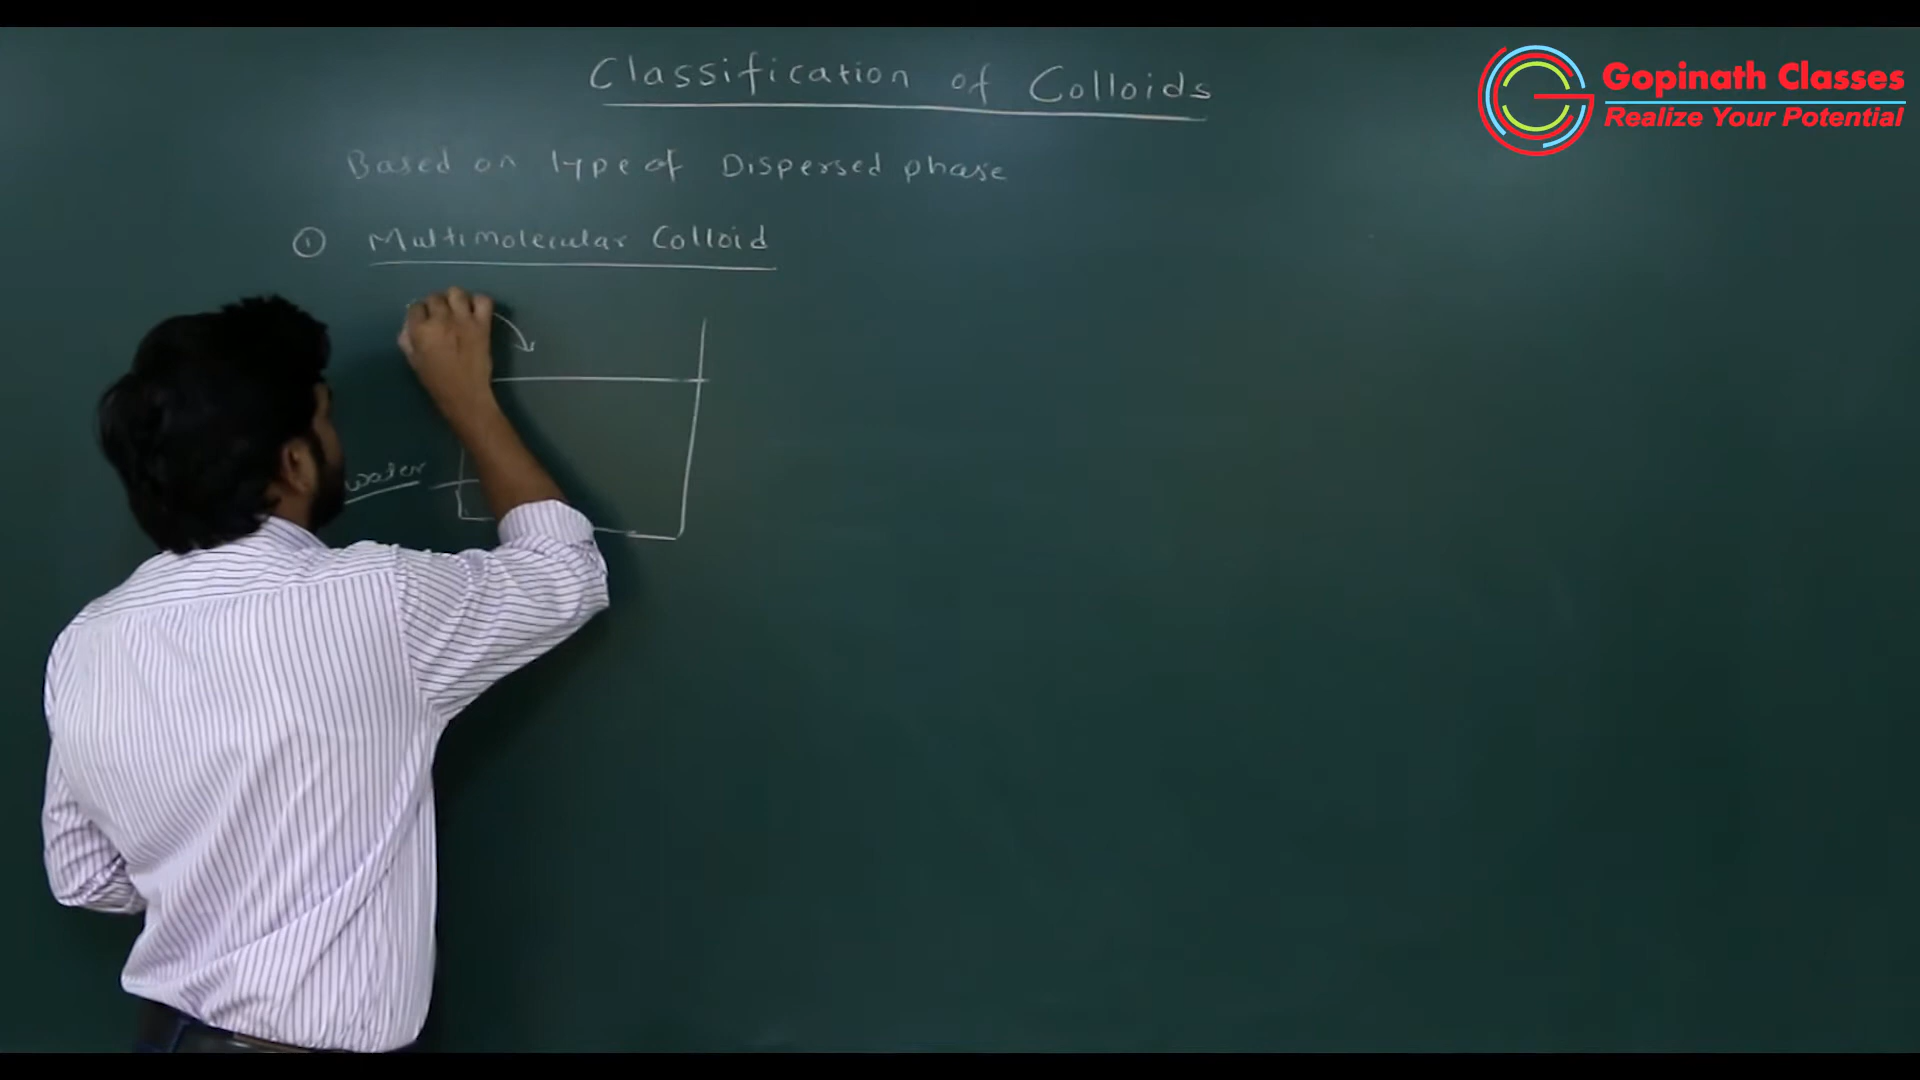 Classification of Colloids
Gopinath Classes
Realize Your Potential
Based on type of Dispersed phase
① Multimolecular Colloid
water